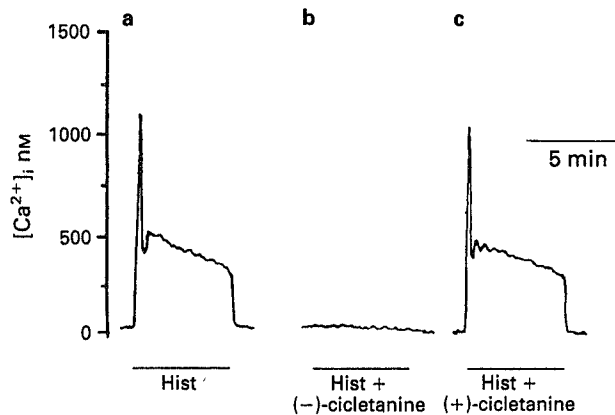 a
b
c
1500
1000
500
0
[Ca2+]i nM
5 min
Hist
Hist +
(−)-cicletanine
Hist +
(+)-cicletanine